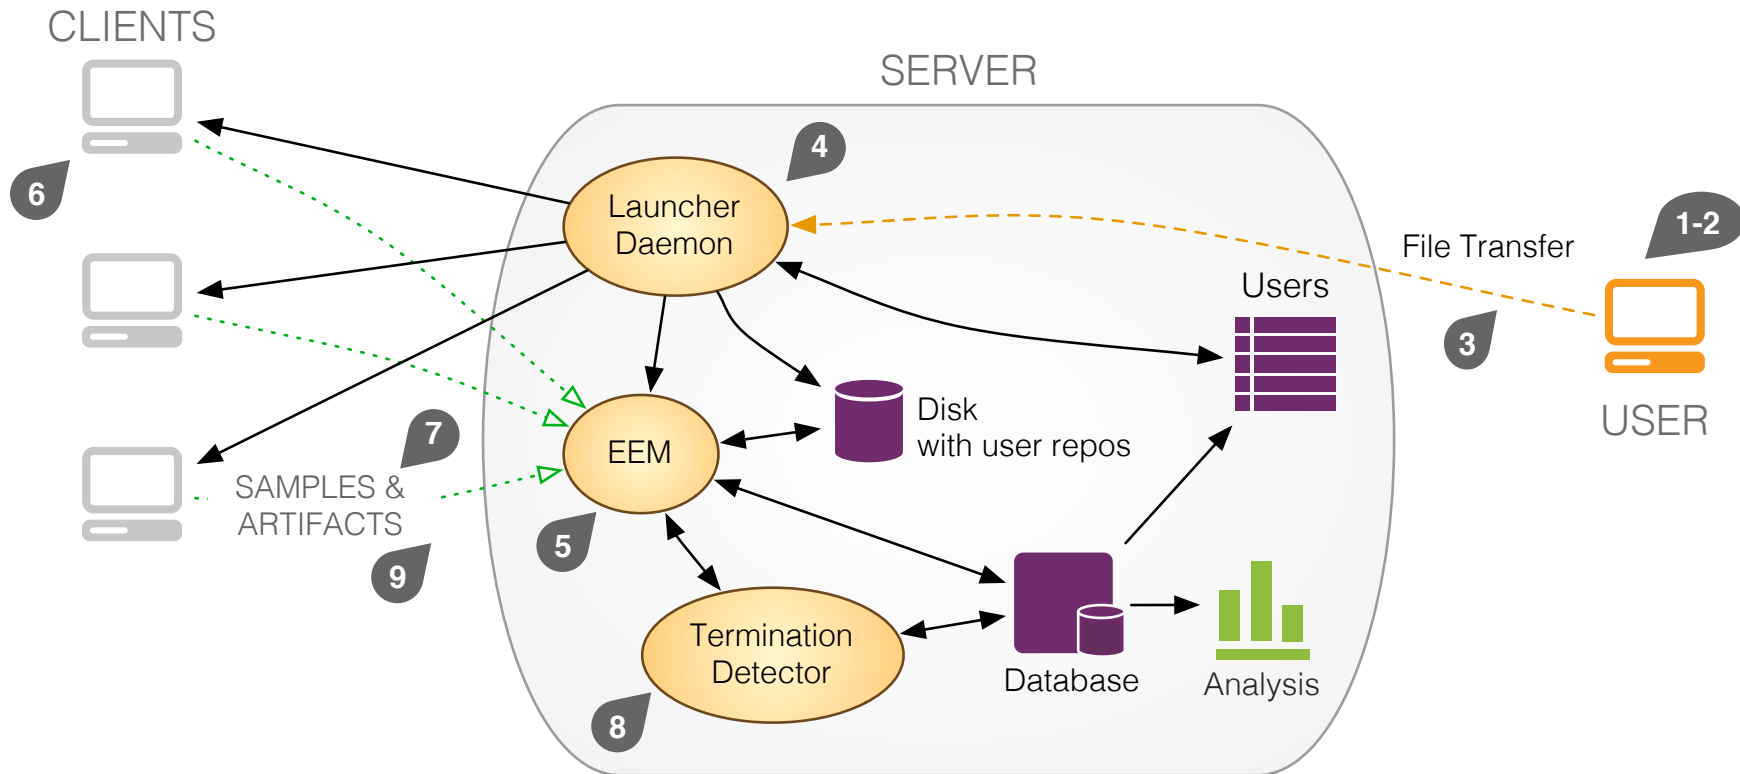 CLIENTS
SERVER
4
6
Launcher
Daemon
1-2
File Transfer
Users
3
USER
Disk
with user repos
7
EEM
SAMPLES &
ARTIFACTS
5
9
Termination
Detector
Database
Analysis
8